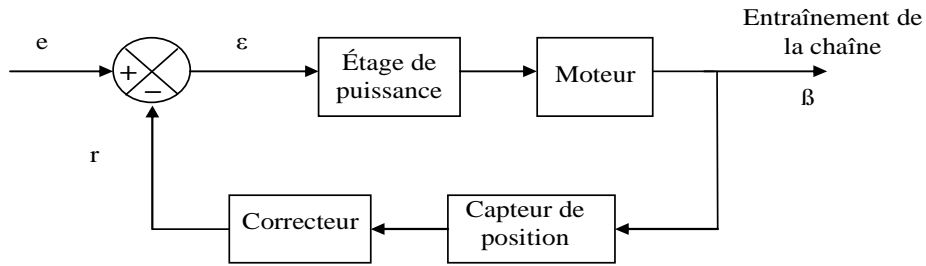 Entraînement de
la chaîne
e
ε
+
−
Étage de
puissance
Moteur
ß
r
Correcteur
Capteur de
position